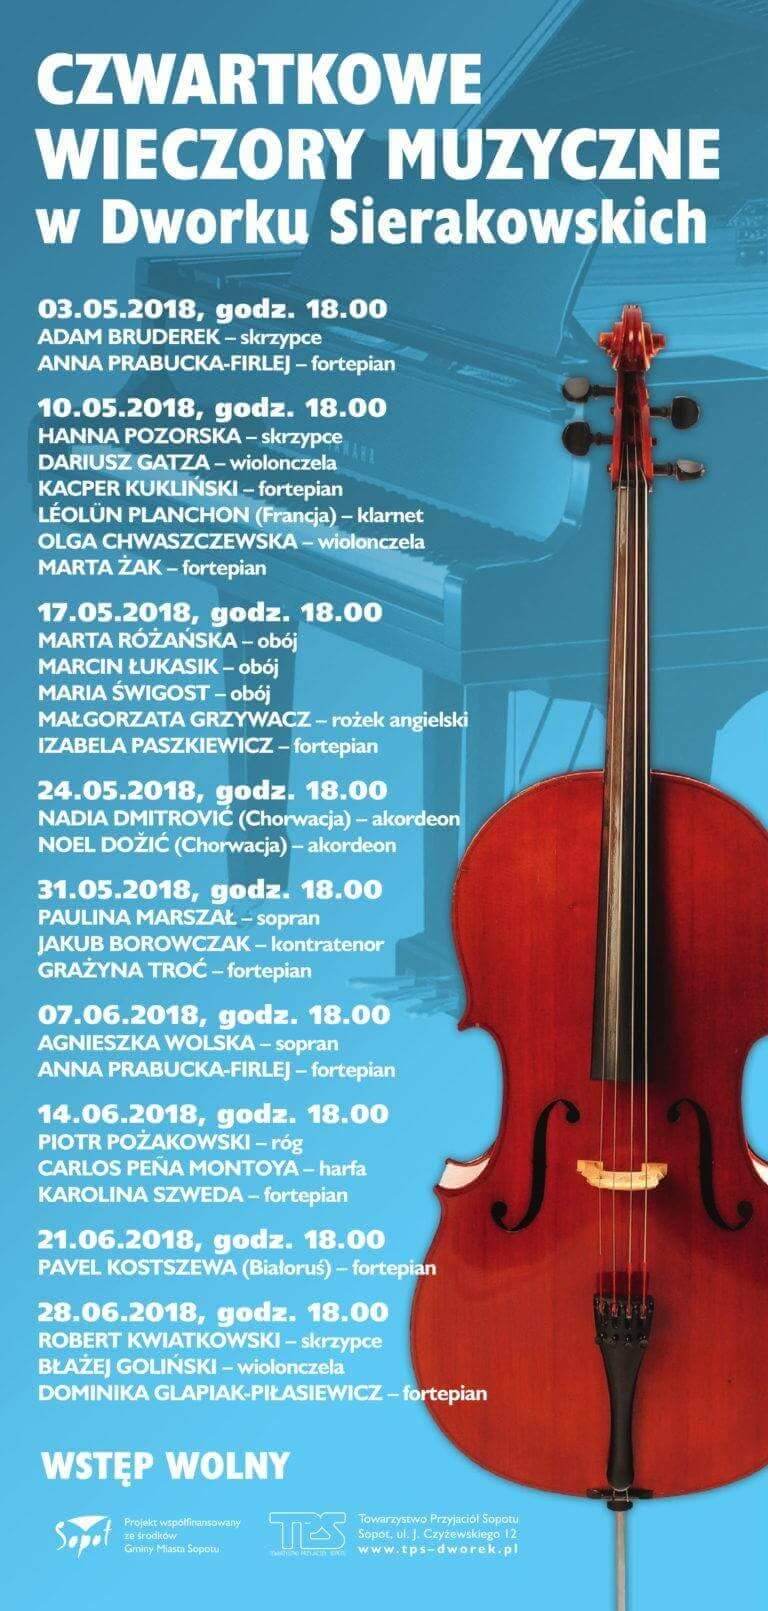 CZWARTKOWE
WIECZORY MUZYCZNE
w Dworku Sierakowskich
03.05.2018, godz. 18.00
ADAM BRUDEREK – skrzypce
ANNA PRABUCKA-FIRLEJ – fortepian
10.05.2018, godz. 18.00
HANNA POZORSKA – skrzypce
DARIUSZ GATZA – wiolonczela
KACPER KUKLIŃSKI – fortepian
LÉOLÜN PLANCHON (Francja) – klarnet
OLGA CHWASZCZEWSKA – wiolonczela
MARTA ŻAK – fortepian
YAMAHA
17.05.2018, godz. 18.00
MARTA RÓŻAŃSKA – obój
MARCIN ŁUKASIK – obój
MARIA ŚWIGOST – obój
MAŁGORZATA GRZYWACZ – rożek angielski
IZABELA PASZKIEWICZ – fortepian
24.05.2018, godz. 18.00
NADIA DMITROVIĆ (Chorwacja) – akordeon
NOEL DOŽIĆ (Chorwacja) – akordeon
31.05.2018, godz. 18.00
PAULINA MARSZAŁ – sopran
JAKUB BOROWCZAK – kontratenor
GRAŻYNA TROĆ – fortepian
07.06.2018, godz. 18.00
AGNIESZKA WOLSKA – sopran
ANNA PRABUCKA-FIRLEJ – fortepian
14.06.2018, godz. 18.00
PIOTR POŻAKOWSKI – róg
CARLOS PEÑA MONTOYA – harfa
KAROLINA SZWEDA – fortepian
21.06.2018, godz. 18.00
PAVEL KOSTSZEWA (Białoruś) – fortepian
28.06.2018, godz. 18.00
ROBERT KWIATKOWSKI – skrzypce
BŁAŻEJ GOLIŃSKI – wiolonczela
DOMINIKA GLAPIAK-PIŁASIEWICZ – fortepian
WSTĘP WOLNY
Sopot
Projekt współfinansowany
ze środków
Gminy Miasta Sopotu
TPS
TOWARZYSTWO PRZYJACIÓŁ SOPOTU
Towarzystwo Przyjaciół Sopotu
Sopot, ul. J. Czyżewskiego 12
www.tps-dworek.pl